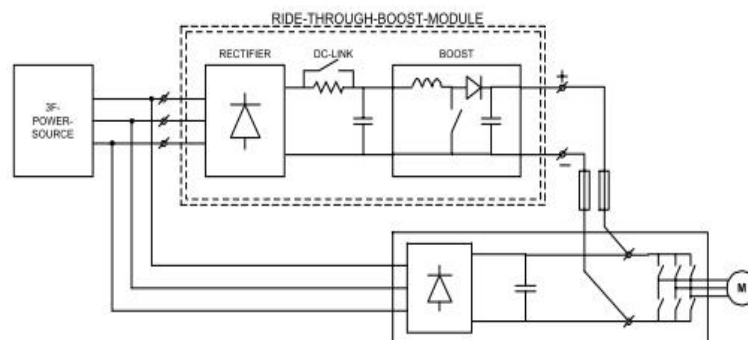 RIDE-THROUGH-BOOST-MODULE
RECTIFIER
DC-LINK
BOOST
3F-
POWER-
SOURCE
+
−
M